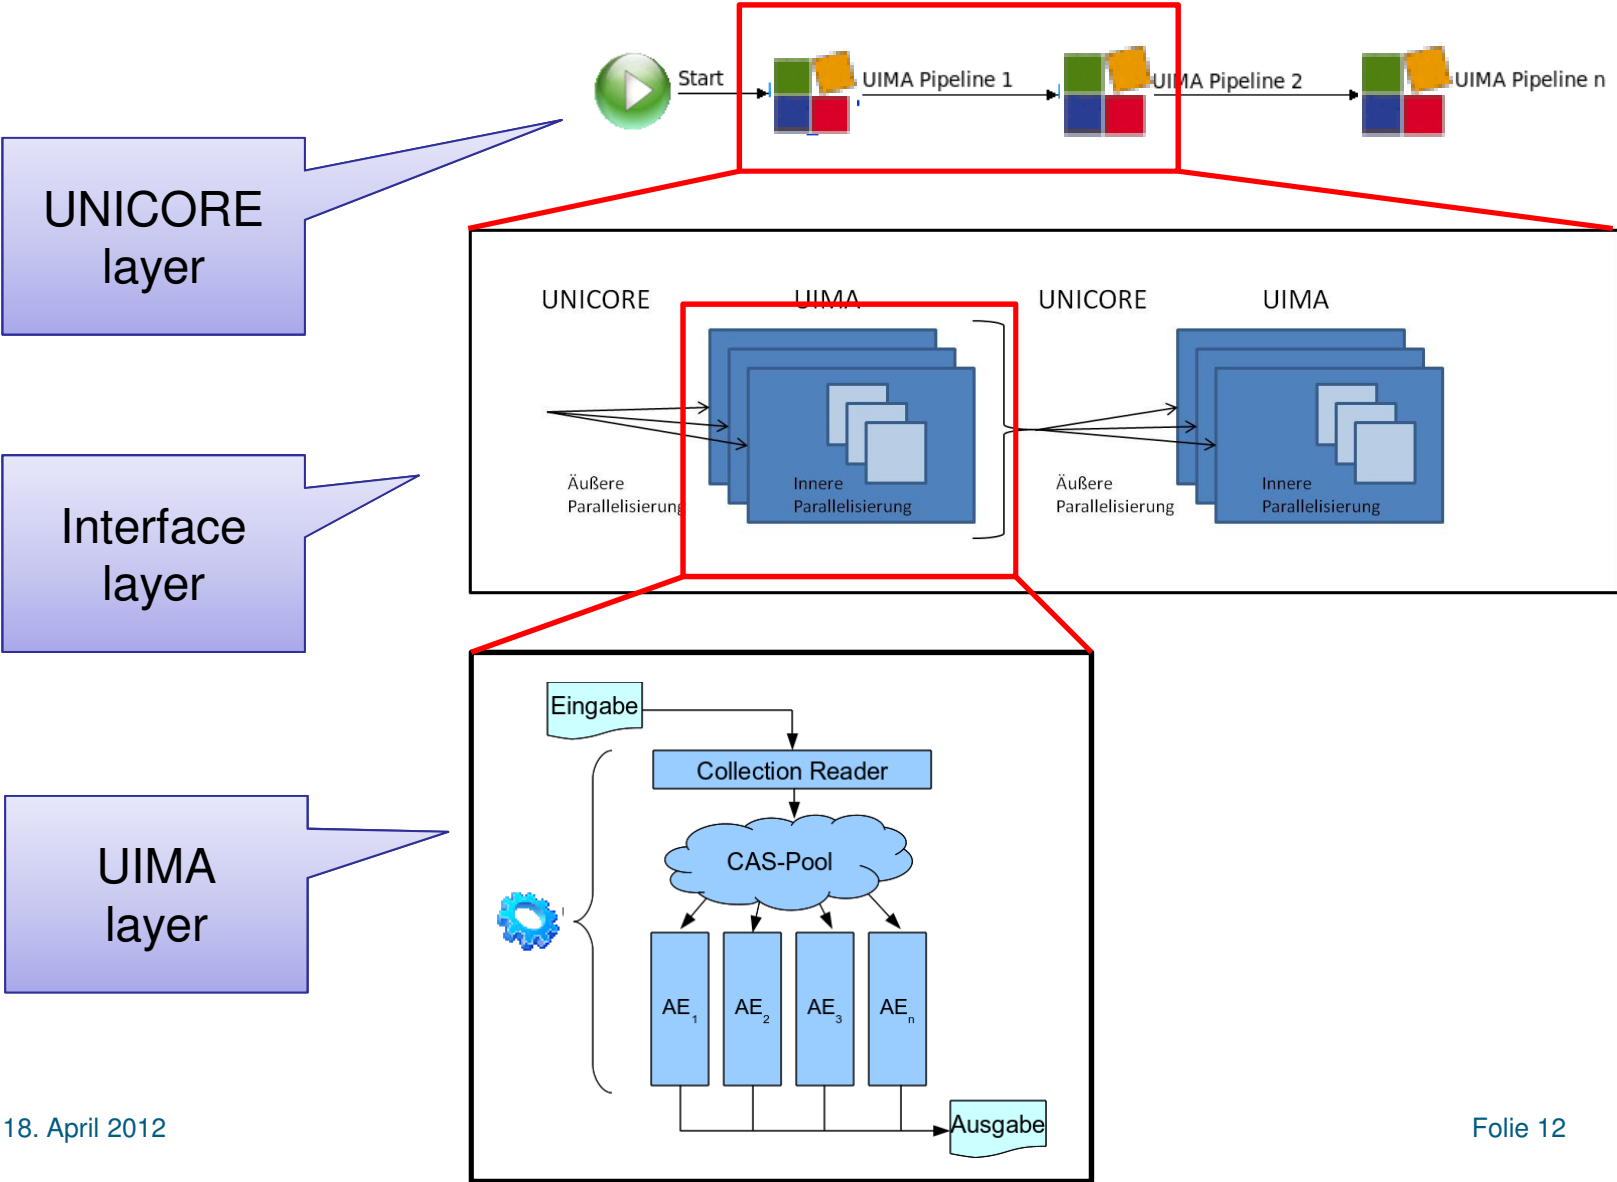 Start
UIMA Pipeline 1
UIMA Pipeline 2
UIMA Pipeline n
UNICORE
layer
UNICORE
UIMA
UNICORE
UIMA
Äußere
Parallelisierung
Innere
Parallelisierung
Äußere
Parallelisierung
Innere
Parallelisierung
Interface
layer
Eingabe
Collection Reader
CAS-Pool
UIMA
layer
AE1
AE2
AE3
AEn
Ausgabe
18. April 2012
Folie 12